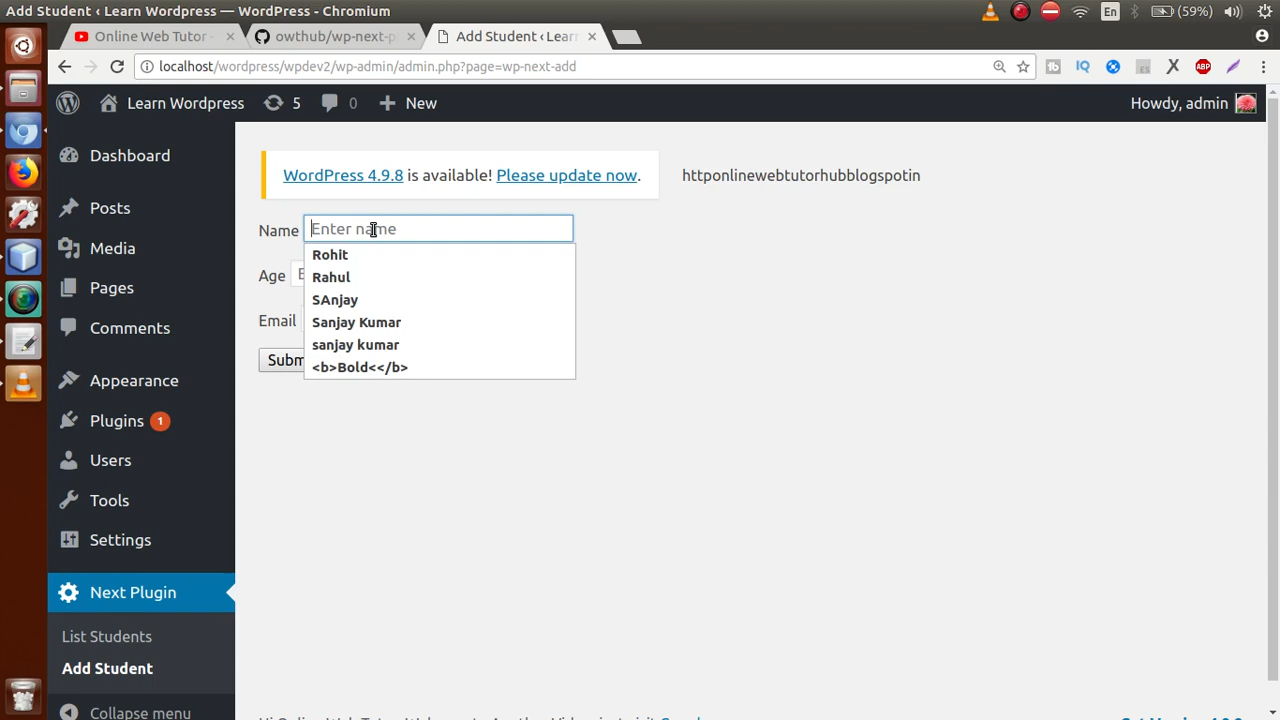 Add Student ‹ Learn Wordpress — WordPress - Chromium
En
(59%)
Online Web Tutor -
owthub/wp-next-p
Add Student ‹ Learn
localhost/wordpress/wpdev2/wp-admin/admin.php?page=wp-next-add
IQ
ABP
Learn Wordpress
5
0
New
Howdy, admin
Dashboard
Posts
Media
Pages
Comments
Appearance
Plugins 1
Users
Tools
Settings
Next Plugin
List Students
Add Student
Collapse menu
WordPress 4.9.8 is available! Please update now.
httponlinewebtutorhubblogspotin
Name Enter name
Rohit
Rahul
SAnjay
Sanjay Kumar
sanjay kumar
<b>Bold<</b>
Age E
Email
Subm